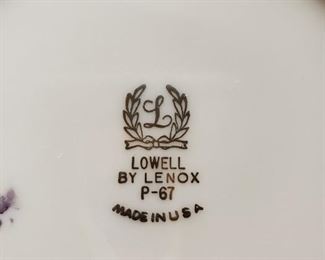 L
LOWELL
BY LENOX
P-67
MADE IN USA